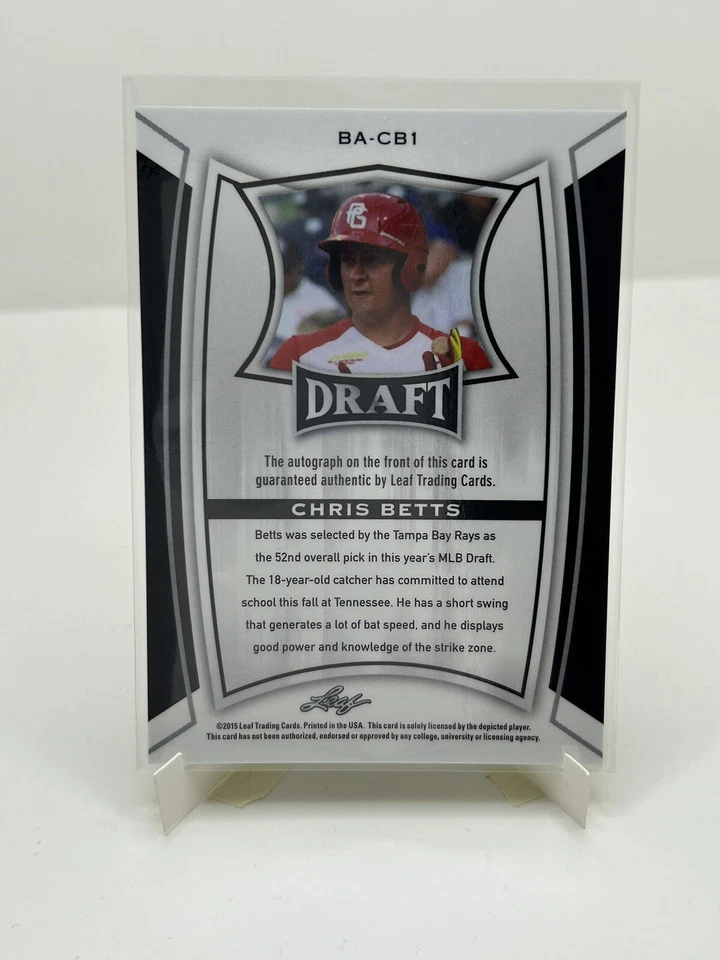 BA-CB1
PG
DRAFT
The autograph on the front of this card is
guaranteed authentic by Leaf Trading Cards.
CHRIS BETTS
Betts was selected by the Tampa Bay Rays as
the 52nd overall pick in this year's MLB Draft.
The 18-year-old catcher has committed to attend
school this fall at Tennessee. He has a short swing
that generates a lot of bat speed, and he displays
good power and knowledge of the strike zone.
Leaf
©2015 Leaf Trading Cards. Printed in the USA. This card is solely licensed by the depicted player.
This card has not been authorized, endorsed or approved by any college, university or licensing agency.